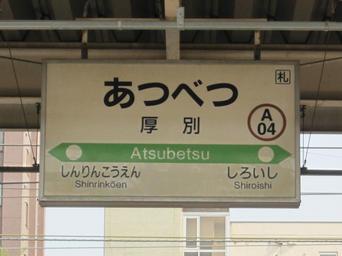 あつべつ
札
厚別
A
04
Atsubetsu
しんりんこうえん
Shinrinkōen
しろいし
Shiroishi